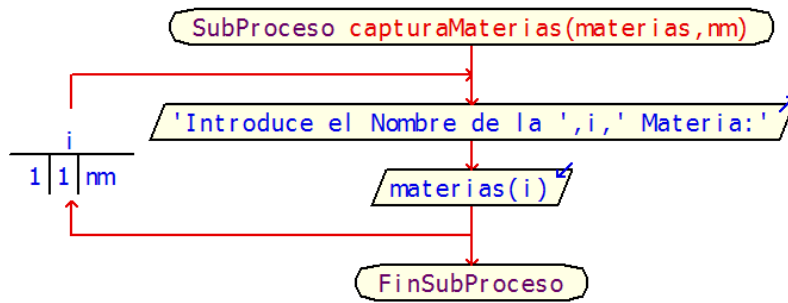 SubProceso capturaMaterias(materias,nm)
'Introduce el Nombre de la ',i,' Materia:'
i
1 1 nm
materias(i)
FinSubProceso